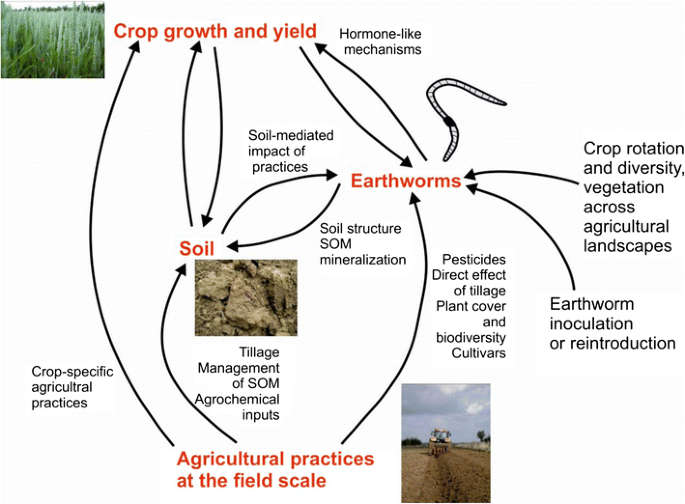 Crop growth and yield
Hormone-like
mechanisms
Soil-mediated
impact of
practices
Earthworms
Crop rotation
and diversity,
vegetation
across
agricultural
landscapes
Soil
Soil structure
SOM
mineralization
Pesticides
Direct effect
of tillage
Plant cover
and
biodiversity
Cultivars
Earthworm
inoculation
or reintroduction
Crop-specific
agricultral
practices
Tillage
Management
of SOM
Agrochemical
inputs
Agricultural practices
at the field scale